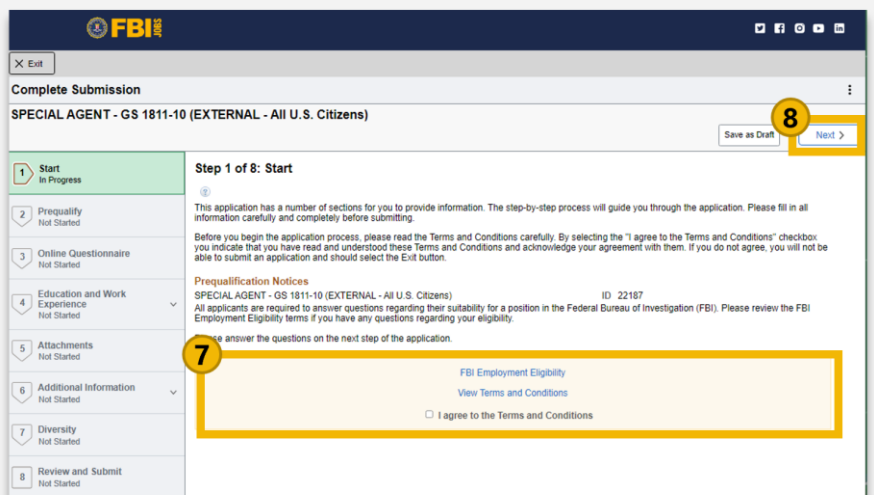 FBI JOBS
X Exit
Complete Submission
SPECIAL AGENT - GS 1811-10 (EXTERNAL - All U.S. Citizens)
8
Save as Draft
Next >
1 Start
In Progress
2 Prequalify
Not Started
3 Online Questionnaire
Not Started
4 Education and Work
Experience
Not Started
5 Attachments
Not Started
6 Additional Information
Not Started
7 Diversity
Not Started
8 Review and Submit
Not Started
Step 1 of 8: Start
This application has a number of sections for you to provide information. The step-by-step process will guide you through the application. Please fill in all
information carefully and completely before submitting.
Before you begin the application process, please read the Terms and Conditions carefully. By selecting the "I agree to the Terms and Conditions" checkbox
you indicate that you have read and understood these Terms and Conditions and acknowledge your agreement with them. If you do not agree, you will not be
able to submit an application and should select the Exit button.
Prequalification Notices
SPECIAL AGENT - GS 1811-10 (EXTERNAL - All U.S. Citizens) ID 22187
All applicants are required to answer questions regarding their suitability for a position in the Federal Bureau of Investigation (FBI). Please review the FBI
Employment Eligibility terms if you have any questions regarding your eligibility.
answer the questions on the next step of the application.
7
FBI Employment Eligibility
View Terms and Conditions
I agree to the Terms and Conditions